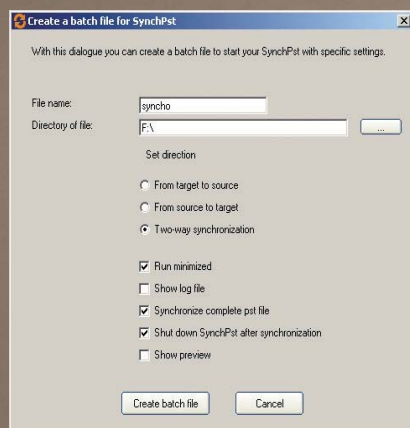 Create a batch file for SynchPst
With this dialogue you can create a batch file to start your SynchPst with specific settings.
File name:
syncho
Directory of file:
F:\
...
Set direction
From target to source
From source to target
Two-way synchronization
Run minimized
Show log file
Synchronize complete pst file
Shut down SynchPst after synchronization
Show preview
Create batch file
Cancel